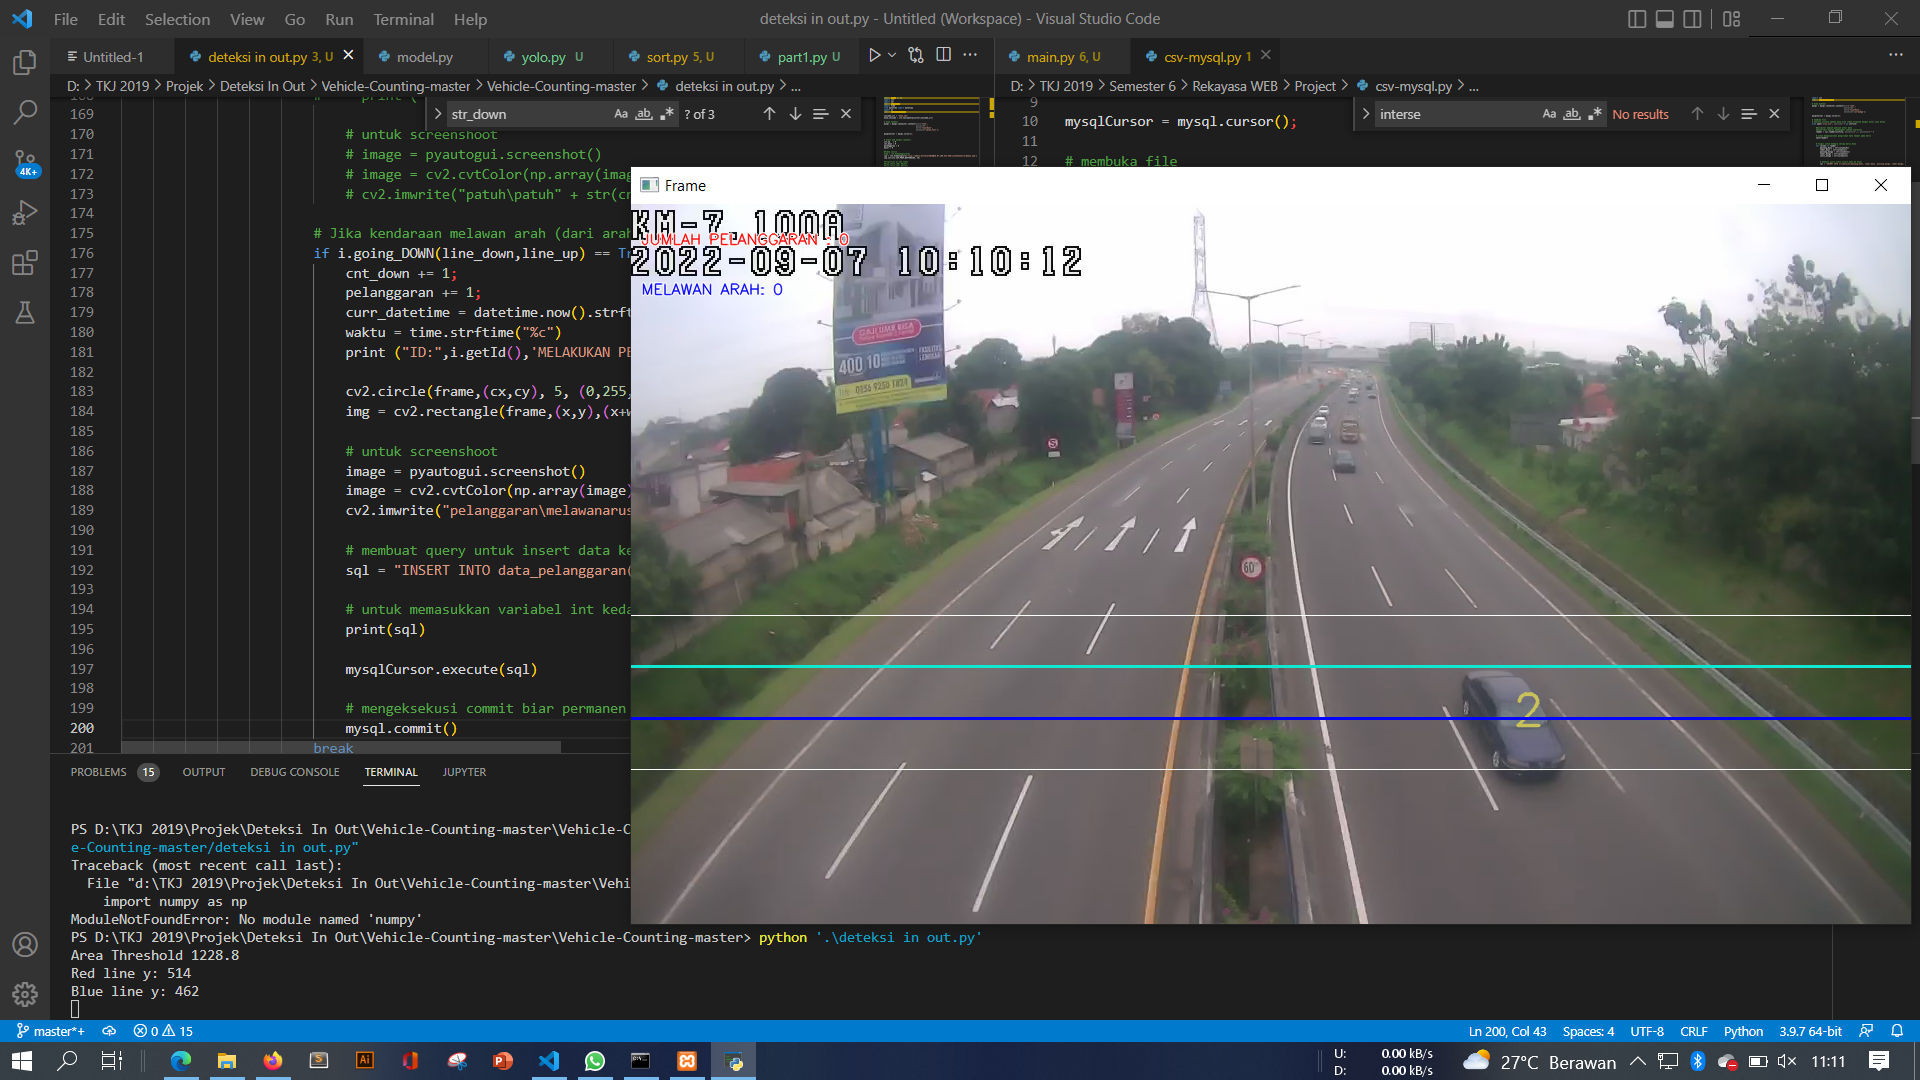 File Edit Selection View Go Run Terminal Help
deteksi in out.py - Untitled (Workspace) - Visual Studio Code
Untitled-1
deteksi in out.py 3, U
model.py
yolo.py U
sort.py 5, U
part1.py U
main.py 6, U
csv-mysql.py 1
D: > TKJ 2019 > Projek > Deteksi In Out > Vehicle-Counting-master > Vehicle-Counting-master > deteksi in out.py > ...
D: > TKJ 2019 > Semester 6 > Rekayasa WEB > Project > csv-mysql.py > ...
str_down
Aa ab .* ? of 3
interse
Aa ab .* No results
9
10 mysqlCursor = mysql.cursor();
11
12 # membuka file
169
170 # untuk screenshoot
171 # image = pyautogui.screenshot()
172 # image = cv2.cvtColor(np.array(imag
173 # cv2.imwrite("patuh\patuh" + str(cn
174
175 # Jika kendaraan melawan arah (dari arah
176 if i.going_DOWN(line_down,line_up) == Tr
177 cnt_down += 1;
178 pelanggaran += 1;
179 curr_datetime = datetime.now().strft
180 waktu = time.strftime("%c")
181 print ("ID:",i.getId(),'MELAKUKAN PE
182
183 cv2.circle(frame,(cx,cy), 5, (0,255,
184 img = cv2.rectangle(frame,(x,y),(x+w
185
186 # untuk screenshoot
187 image = pyautogui.screenshot()
188 image = cv2.cvtColor(np.array(image)
189 cv2.imwrite("pelanggaran\melawanarus
190
191 # membuat query untuk insert data ke
192 sql = "INSERT INTO data_pelanggaran(
193
194 # untuk memasukkan variabel int keda
195 print(sql)
196
197 mysqlCursor.execute(sql)
198
199 # mengeksekusi commit biar permanen
200 mysql.commit()
201 break
4K+
Frame
KM-7.100A
JUMLAH PELANGGARAN : 0
2022-09-07 10:10:12
MELAWAN ARAH: 0
400 10
0856 9250 1824
S
60
2
PROBLEMS 15 OUTPUT DEBUG CONSOLE TERMINAL JUPYTER
PS D:\TKJ 2019\Projek\Deteksi In Out\Vehicle-Counting-master\Vehicle-C
e-Counting-master/deteksi in out.py"
Traceback (most recent call last):
File "d:\TKJ 2019\Projek\Deteksi In Out\Vehicle-Counting-master\Vehi
import numpy as np
ModuleNotFoundError: No module named 'numpy'
PS D:\TKJ 2019\Projek\Deteksi In Out\Vehicle-Counting-master\Vehicle-Counting-master> python '.\deteksi in out.py'
Area Threshold 1228.8
Red line y: 514
Blue line y: 462
master*+ 0 15
Ln 200, Col 43 Spaces: 4 UTF-8 CRLF Python 3.9.7 64-bit
U: 0.00 kB/s
D: 0.00 kB/s
27°C Berawan
11:11